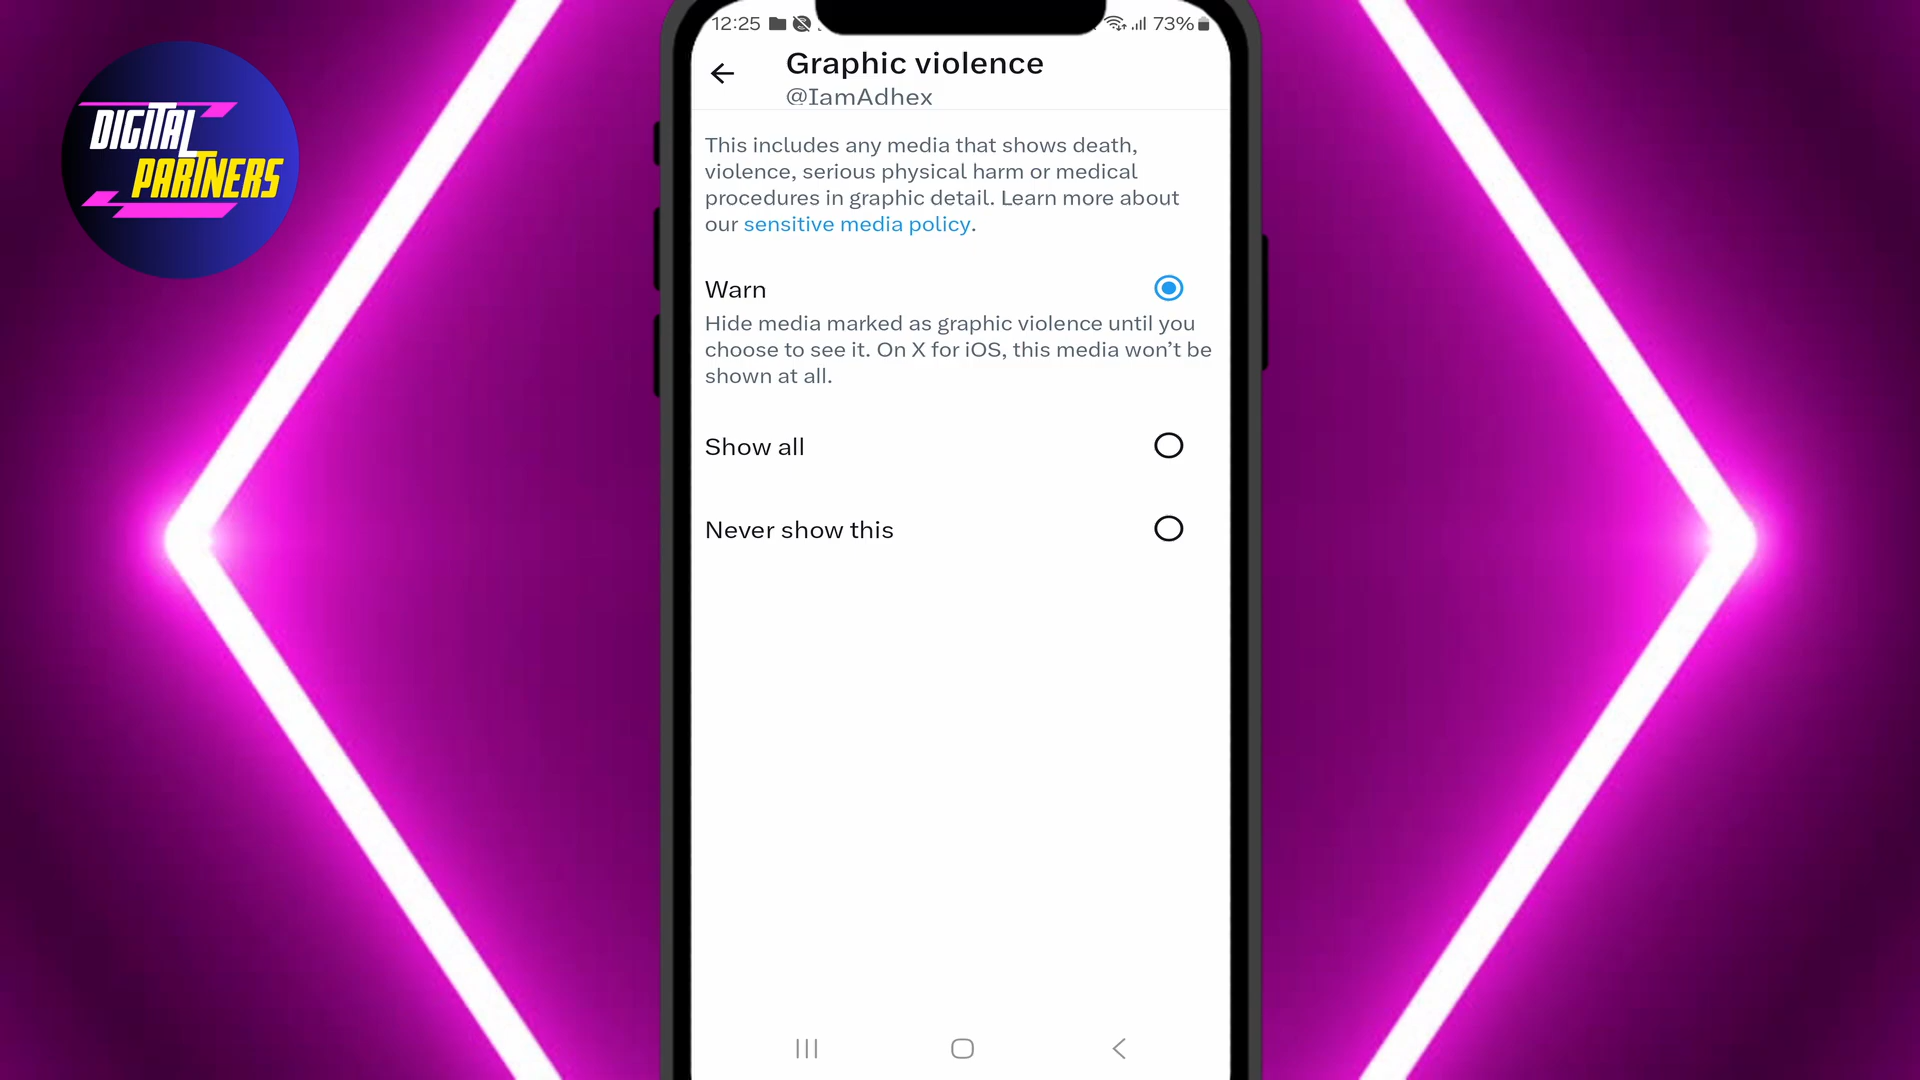 DIGITAL
PARTNERS
12:25
73%
Graphic violence
@IamAdhex
This includes any media that shows death,
violence, serious physical harm or medical
procedures in graphic detail. Learn more about
our sensitive media policy.
Warn
Hide media marked as graphic violence until you
choose to see it. On X for iOS, this media won’t be
shown at all.
Show all
Never show this